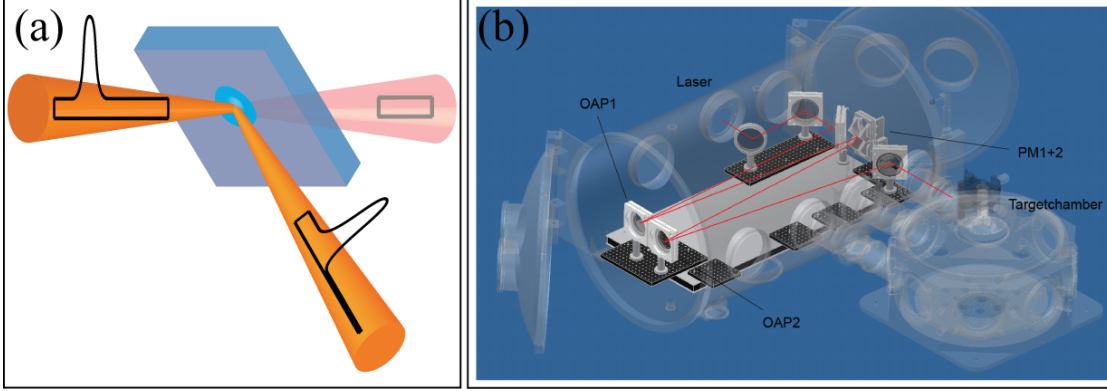 (a)
(b)
Laser
OAP1
PM1+2
Targetchamber
OAP2